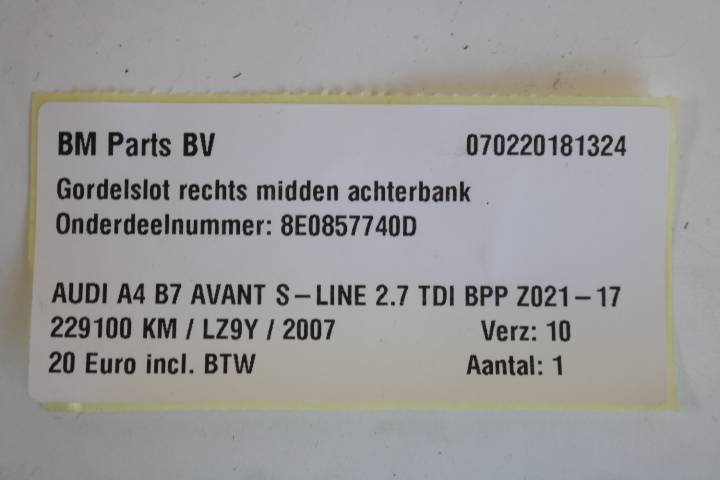 BM Parts BV 070220181324
Gordelslot rechts midden achterbank
Onderdeelnummer: 8E0857740D
AUDI A4 B7 AVANT S-LINE 2.7 TDI BPP Z021-17
229100 KM / LZ9Y / 2007 Verz: 10
20 Euro incl. BTW Aantal: 1